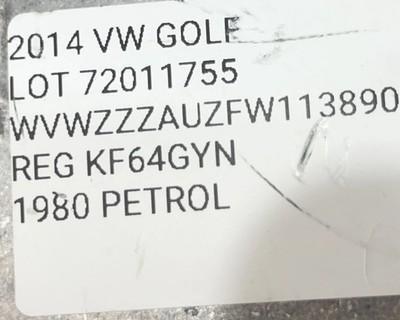 2014 VW GOLF
LOT 72011755
WVWZZZAUZFW113890
REG KF64GYN
1980 PETROL